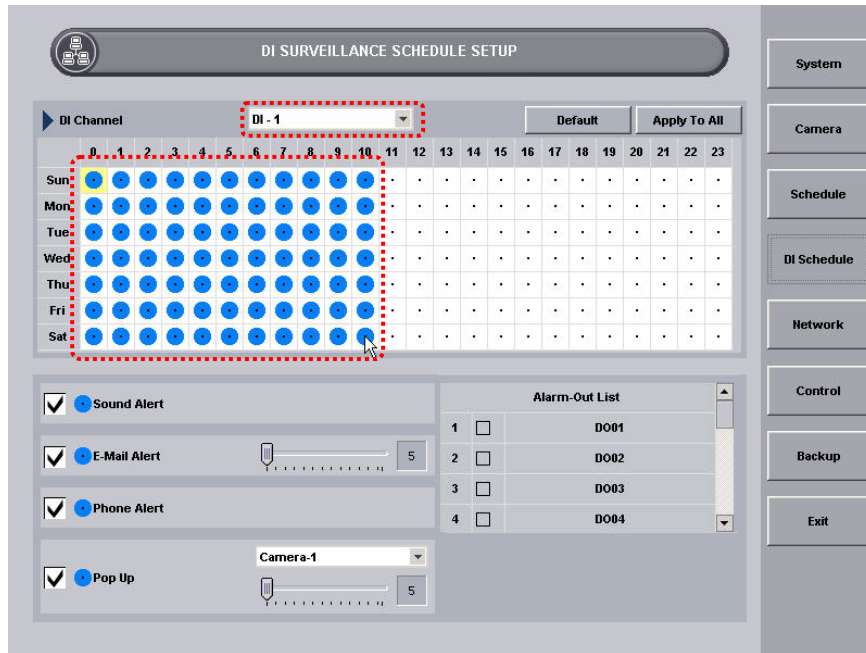 DI SURVEILLANCE SCHEDULE SETUP
System
DI Channel DI - 1 Default Apply To All
Camera
0 1 2 3 4 5 6 7 8 9 10 11 12 13 14 15 16 17 18 19 20 21 22 23
Sun
Schedule
Mon
Tue
Wed
DI Schedule
Thu
Fri
Network
Sat
Control
Alarm-Out List
Sound Alert
1 DO01
E-Mail Alert 5
2 DO02
Backup
3 DO03
Phone Alert
4 DO04
Exit
Camera-1
Pop Up
5